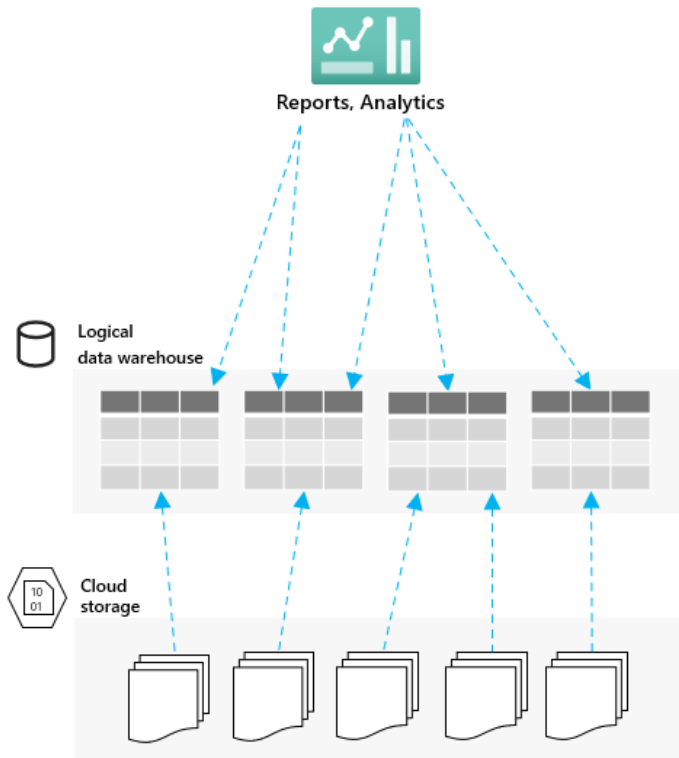 Reports, Analytics
Logical
data warehouse
10
01
Cloud
storage